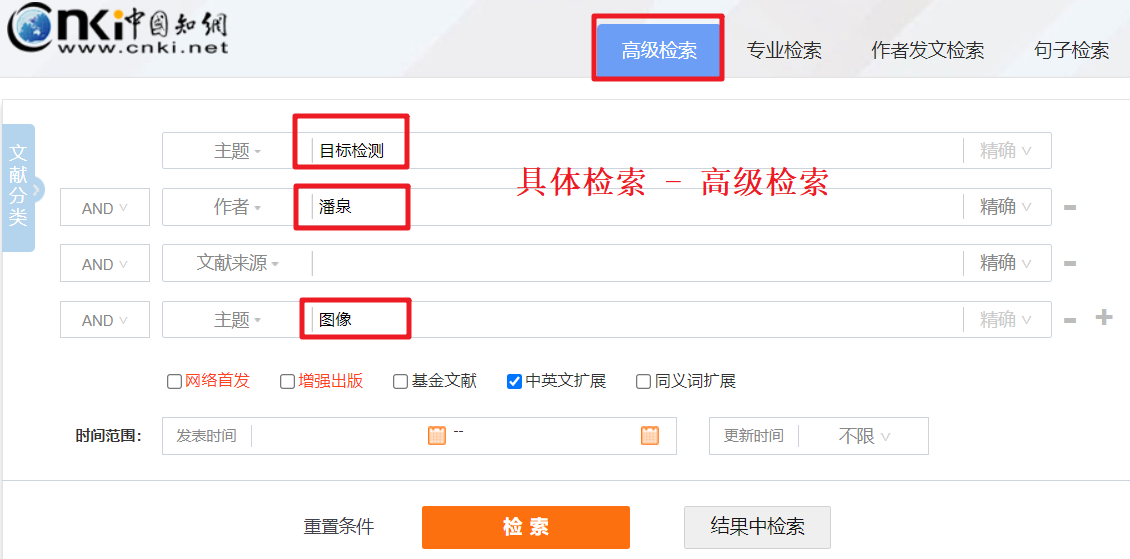 Cnki中国知網
www.cnki.net
高级检索 专业检索 作者发文检索 句子检索
文献分类
主题 目标检测 精确
具体检索 - 高级检索
AND 作者 潘泉 精确
AND 文献来源 精确
AND 主题 图像 精确
网络首发 增强出版 基金文献 中英文扩展 同义词扩展
时间范围: 发表时间 -- 更新时间 不限
重置条件 检索 结果中检索